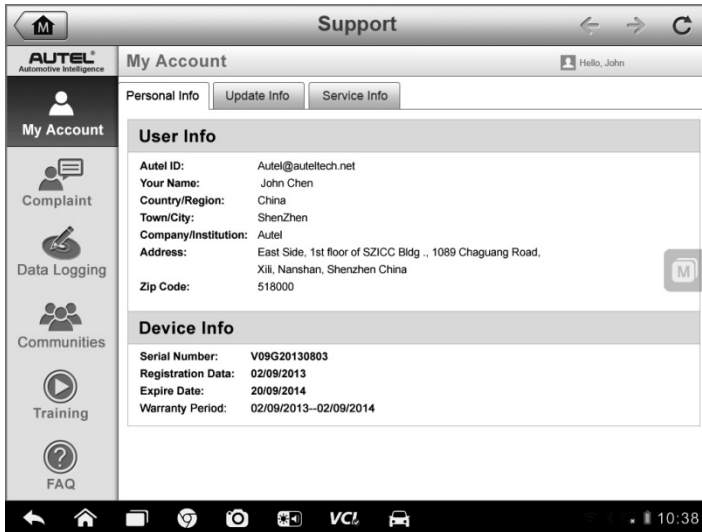 M
Support
AUTEL®
Automotive Intelligence
My Account
Hello, John
Personal Info
Update Info
Service Info
My Account
Complaint
Data Logging
Communities
Training
FAQ
User Info
Autel ID: Autel@auteltech.net
Your Name: John Chen
Country/Region: China
Town/City: ShenZhen
Company/Institution: Autel
Address: East Side, 1st floor of SZICC Bldg ., 1089 Chaguang Road,
Xili, Nanshan, Shenzhen China
Zip Code: 518000
M
Device Info
Serial Number: V09G20130803
Registration Data: 02/09/2013
Expire Date: 20/09/2014
Warranty Period: 02/09/2013--02/09/2014
VCI
10:38